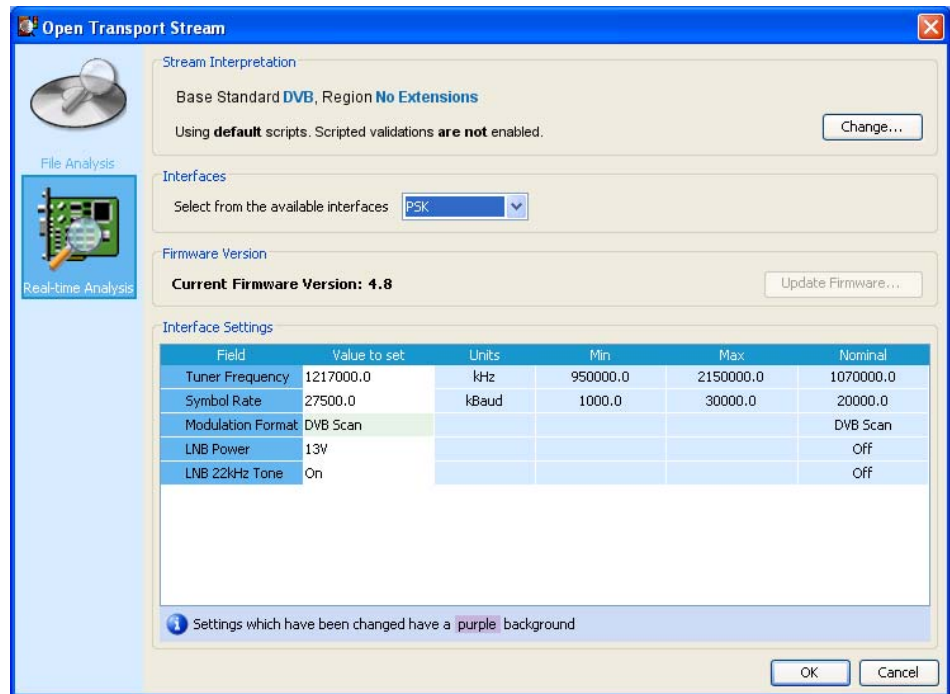 Open Transport Stream
File Analysis
Real-time Analysis
Stream Interpretation
Base Standard DVB, Region No Extensions
Using default scripts. Scripted validations are not enabled.
Change...
Interfaces
Select from the available interfaces PSK
Firmware Version
Current Firmware Version: 4.8
Update Firmware...
Interface Settings
Field Value to set Units Min Max Nominal
Tuner Frequency 1217000.0 kHz 950000.0 2150000.0 1070000.0
Symbol Rate 27500.0 kBaud 1000.0 30000.0 20000.0
Modulation Format DVB Scan DVB Scan
LNB Power 13V Off
LNB 22kHz Tone On Off
Settings which have been changed have a purple background
OK Cancel